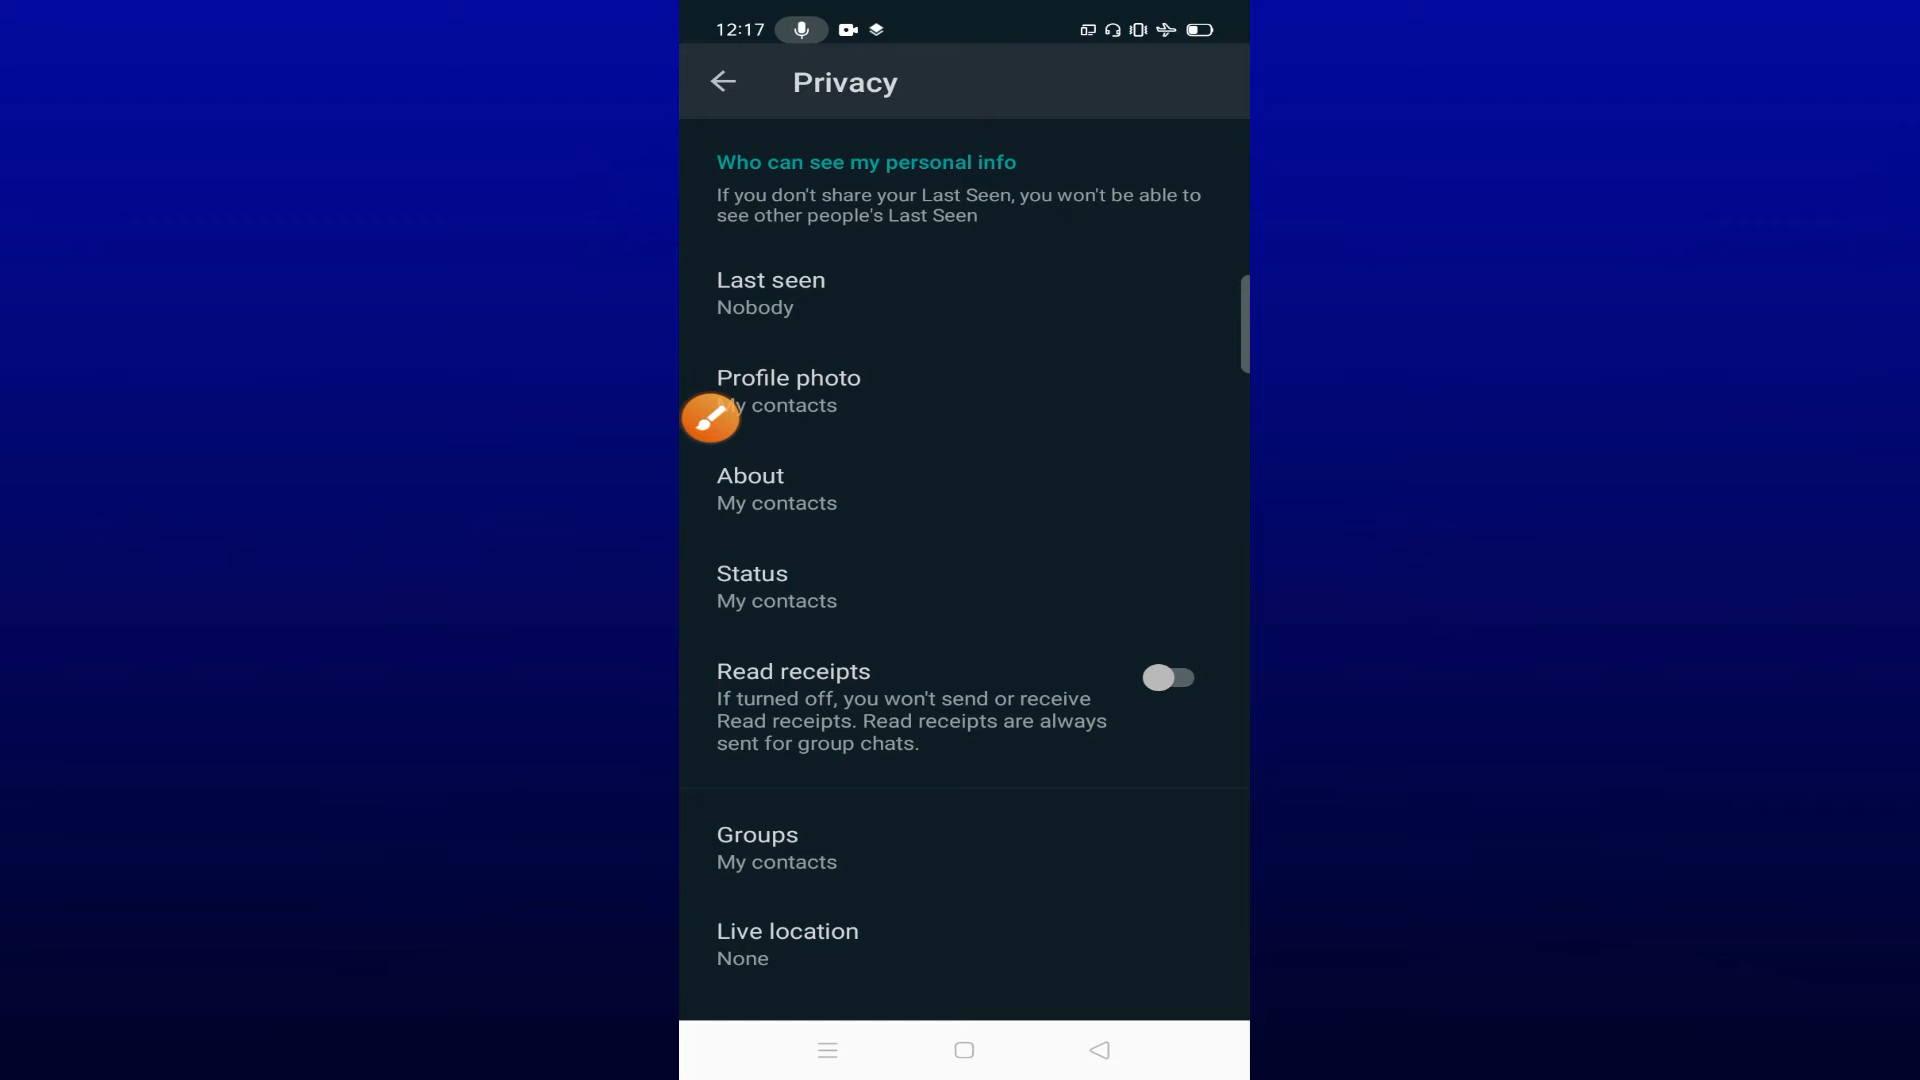 12:17
Privacy
Who can see my personal info
If you don't share your Last Seen, you won't be able to
see other people's Last Seen
Last seen
Nobody
Profile photo
My contacts
About
My contacts
Status
My contacts
Read receipts
If turned off, you won't send or receive
Read receipts. Read receipts are always
sent for group chats.
Groups
My contacts
Live location
None